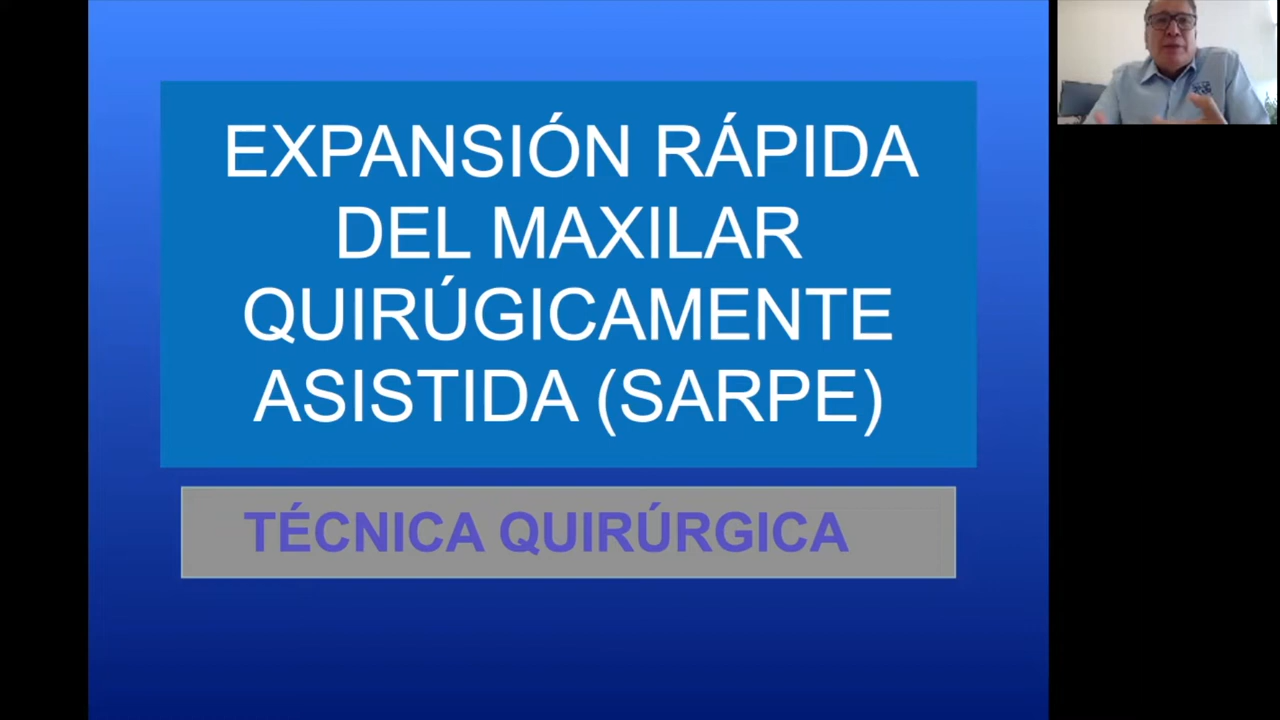 EXPANSIÓN RÁPIDA
DEL MAXILAR
QUIRÚGICAMENTE
ASISTIDA (SARPE)
TÉCNICA QUIRÚRGICA